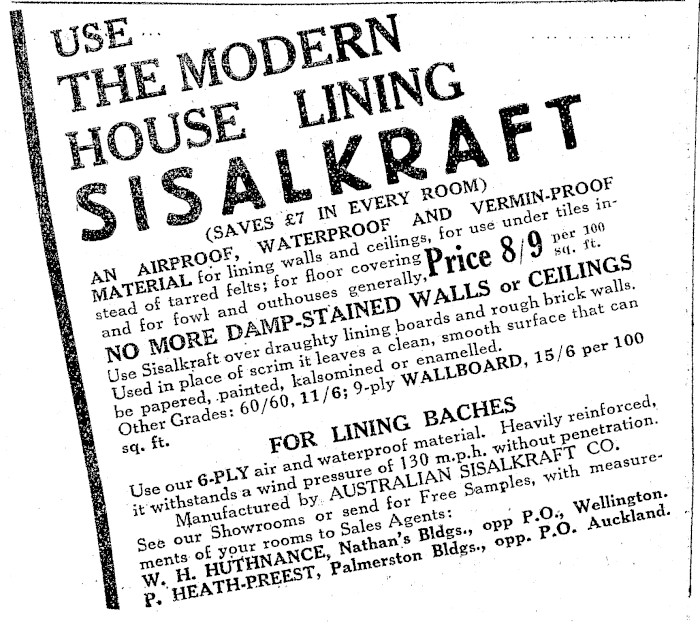 USE
THE MODERN
HOUSE LINING
SISALKRAFT
(SAVES £7 IN EVERY ROOM)
AN AIRPROOF, WATERPROOF AND VERMIN-PROOF
MATERIAL for lining walls and ceilings, for use under tiles in-
stead of tarred felts; for floor covering
and for fowl and outhouses generally, Price 8/9 per 100 sq. ft.
NO MORE DAMP-STAINED WALLS or CEILINGS
Use Sisalkraft over draughty lining boards and rough brick walls.
Used in place of scrim it leaves a clean, smooth surface that can
be papered, painted, kalsomined or enamelled.
Other Grades: 60/60, 11/6; 9-ply WALLBOARD, 15/6 per 100
sq. ft.
FOR LINING BACHES
Use our 6-PLY air and waterproof material. Heavily reinforced,
it withstands a wind pressure of 130 m.p.h. without penetration.
Manufactured by AUSTRALIAN SISALKRAFT CO.
See our Showrooms or send for Free Samples, with measure-
ments of your rooms to Sales Agents:
W. H. HUTHNANCE, Nathan's Bldgs., opp P.O., Wellington.
P. HEATH-PREEST, Palmerston Bldgs., opp. P.O. Auckland.